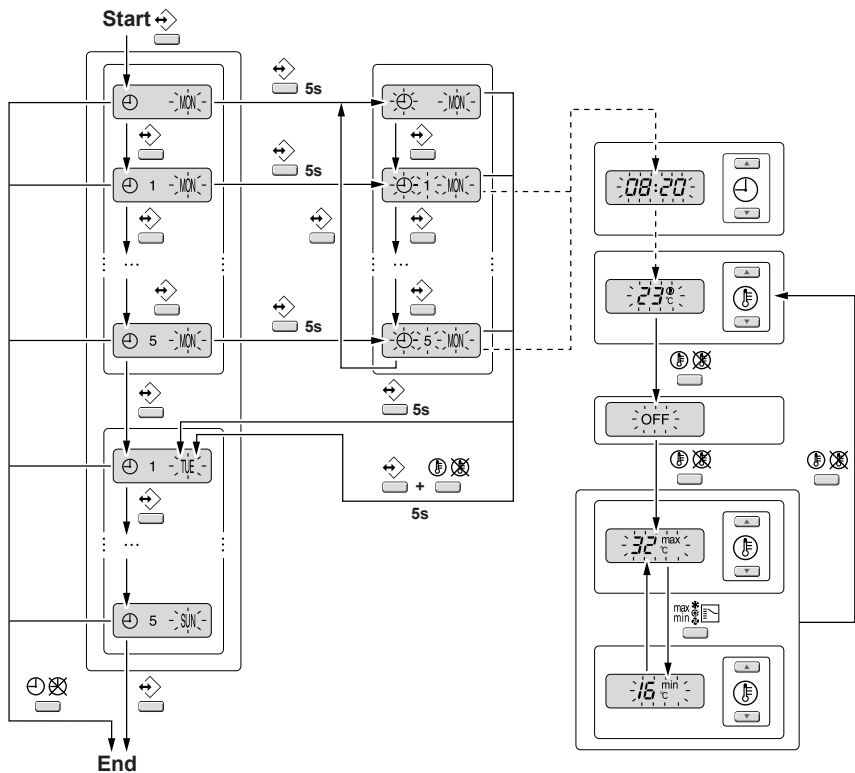 Start
MON
5s
MON
1 MON
5s
1 MON
08:20
...
...
23 °C
5 MON
5s
5 MON
5s
OFF
1 TUE
+
5s
...
32 max °C
max
min
5 SUN
16 min °C
End